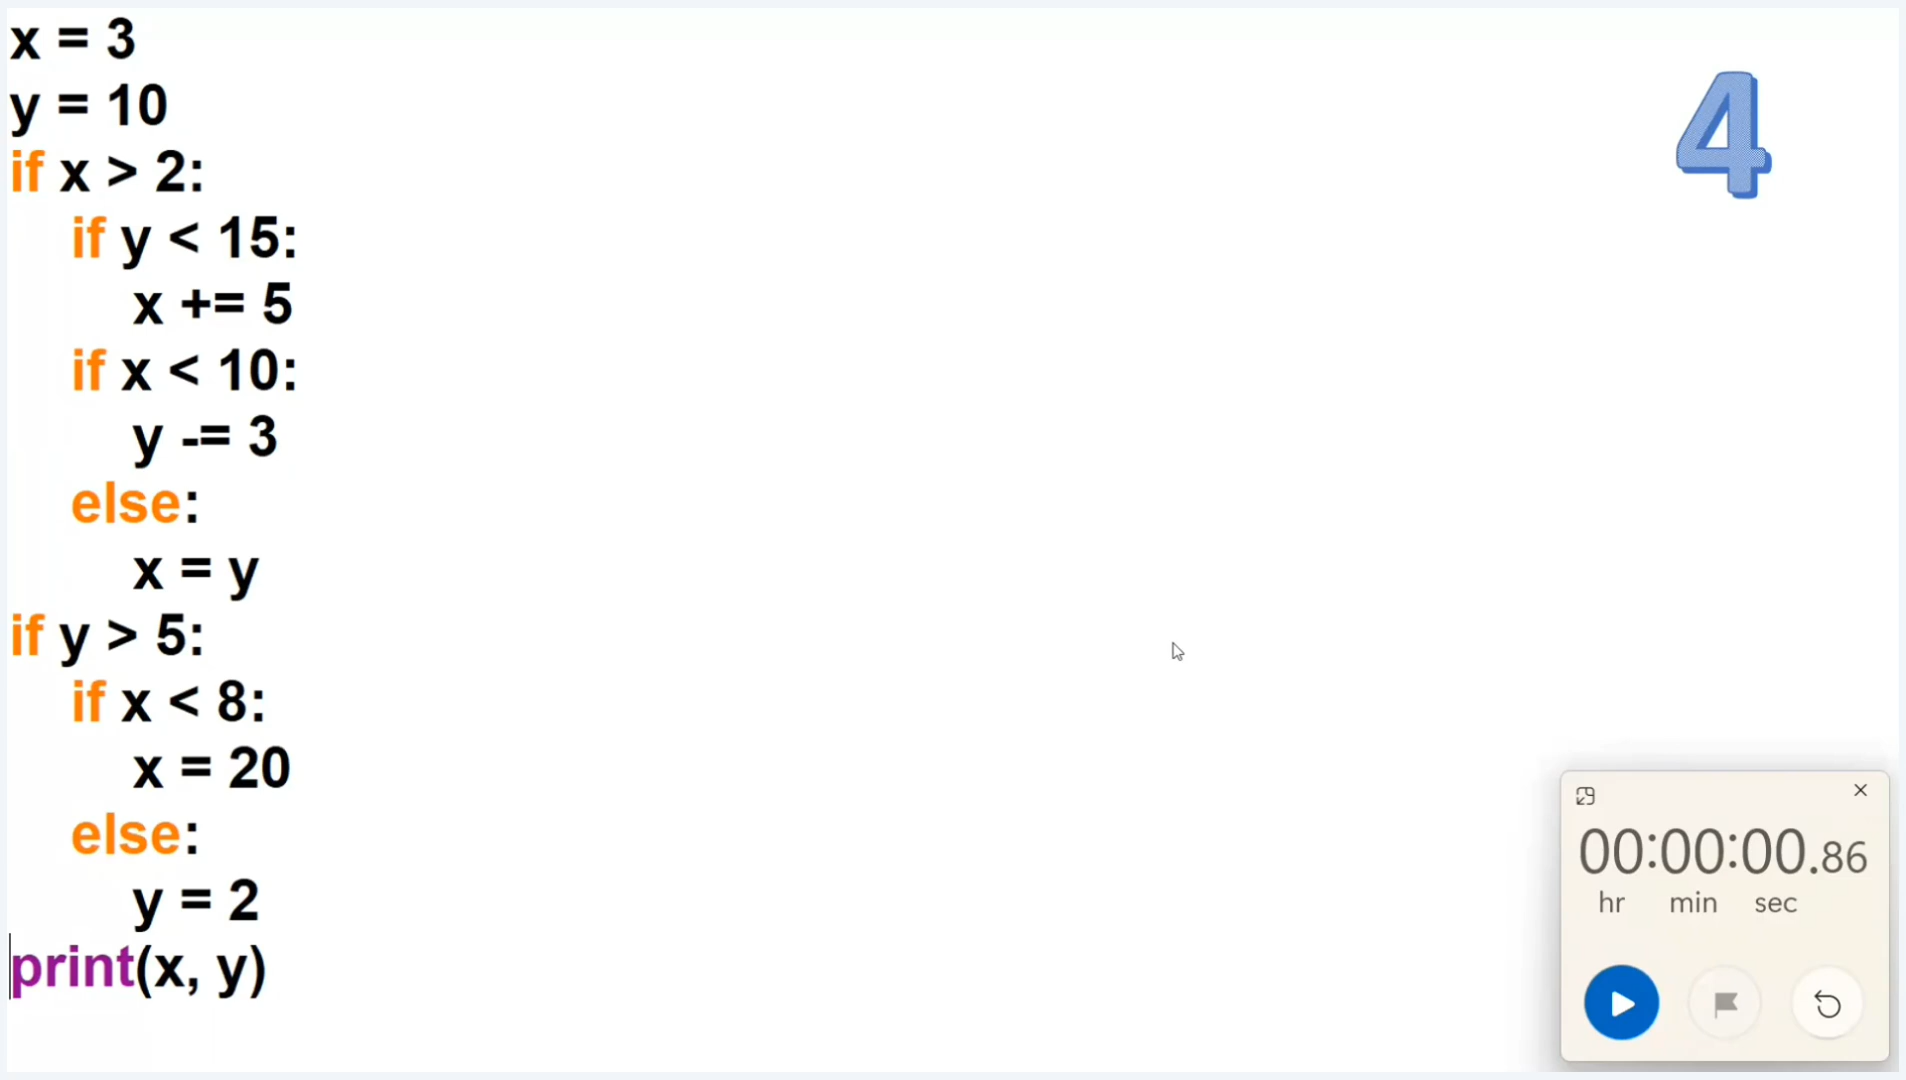 x = 3
y = 10
if x > 2:
    if y < 15:
        x += 5
    if x < 10:
        y -= 3
    else:
        x = y
if y > 5:
    if x < 8:
        x = 20
    else:
        y = 2
print(x, y)
4
00:00:00.86
hr min sec